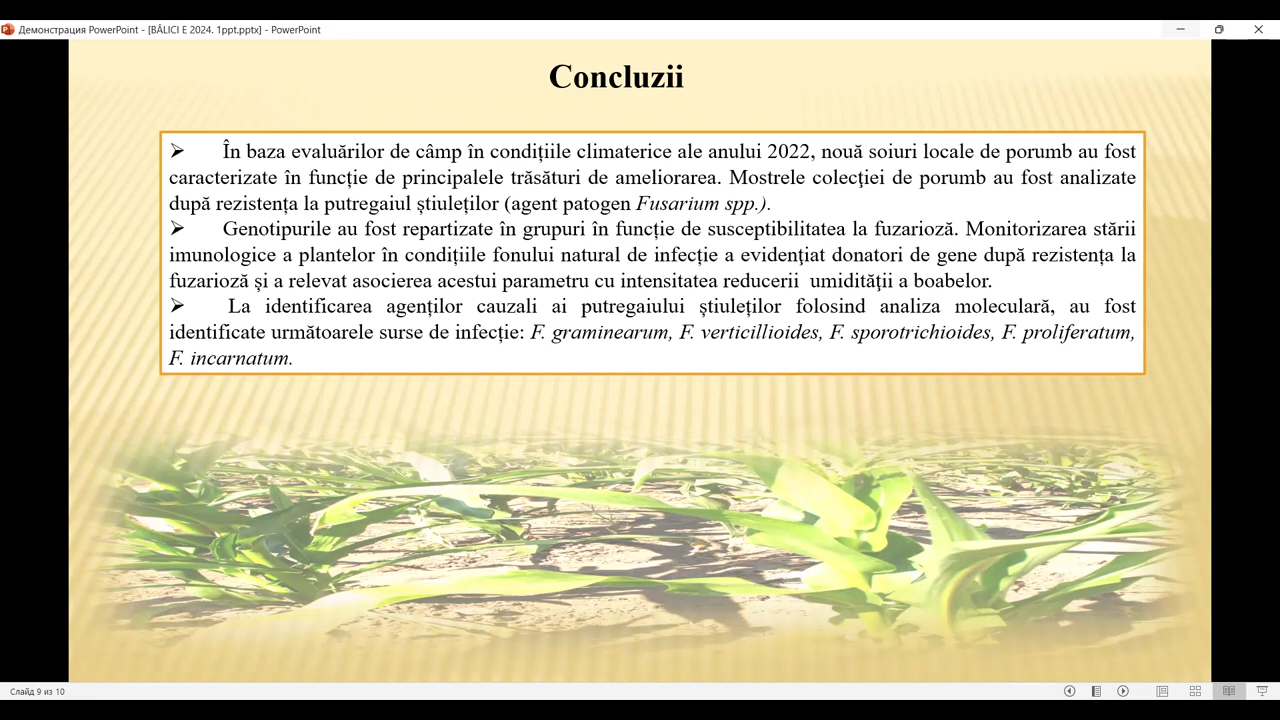 Демонстрация PowerPoint - [BÂLICI E 2024. 1ppt.pptx] - PowerPoint
Concluzii
➢ În baza evaluărilor de câmp în condițiile climaterice ale anului 2022, nouă soiuri locale de porumb au fost
caracterizate în funcție de principalele trăsături de ameliorarea. Mostrele colecţiei de porumb au fost analizate
după rezistența la putregaiul știuleților (agent patogen Fusarium spp.).
➢ Genotipurile au fost repartizate în grupuri în funcție de susceptibilitatea la fuzarioză. Monitorizarea stării
imunologice a plantelor în condițiile fonului natural de infecție a evidenţiat donatori de gene după rezistența la
fuzarioză și a relevat asocierea acestui parametru cu intensitatea reducerii umidităţii a boabelor.
➢ La identificarea agenților cauzali ai putregaiului știuleților folosind analiza moleculară, au fost
identificate următoarele surse de infecție: F. graminearum, F. verticillioides, F. sporotrichioides, F. proliferatum,
F. incarnatum.
Слайд 9 из 10